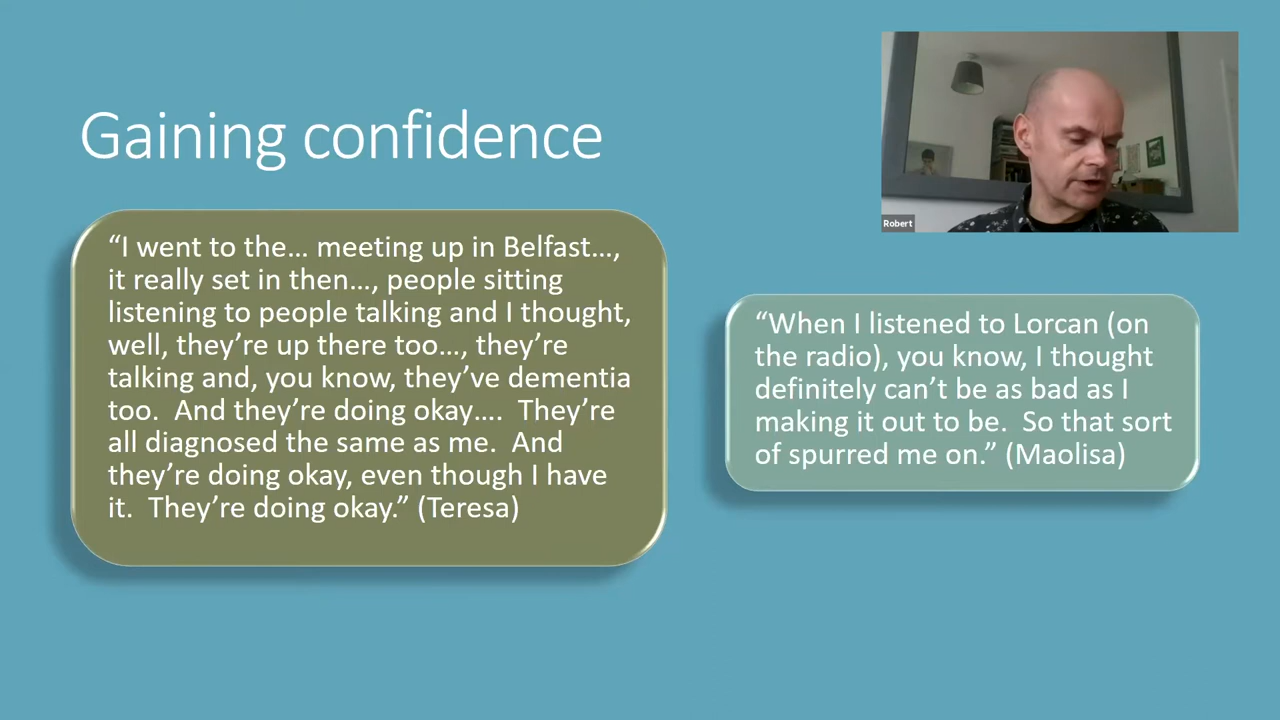 Gaining confidence
Robert
“I went to the… meeting up in Belfast…,
it really set in then…, people sitting
listening to people talking and I thought,
well, they’re up there too…, they’re
talking and, you know, they’ve dementia
too.  And they’re doing okay….  They’re
all diagnosed the same as me.  And
they’re doing okay, even though I have
it.  They’re doing okay.” (Teresa)
“When I listened to Lorcan (on
the radio), you know, I thought
definitely can’t be as bad as I
making it out to be.  So that sort
of spurred me on.” (Maolisa)